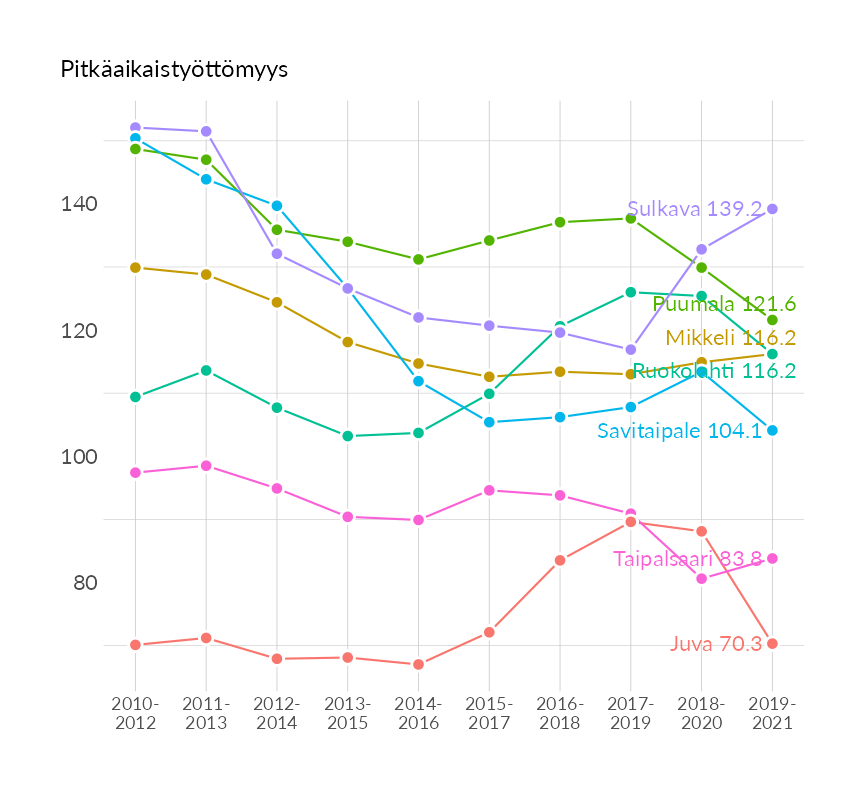 Pitkäaikaistyöttömyys
140
120
100
80
Sulkava 139.2
Puumala 121.6
Mikkeli 116.2
Ruokolahti 116.2
Savitaipale 104.1
Taipalsaari 83.8
Juva 70.3
2010- 2011- 2012- 2013- 2014- 2015- 2016- 2017- 2018- 2019-
2012 2013 2014 2015 2016 2017 2018 2019 2020 2021